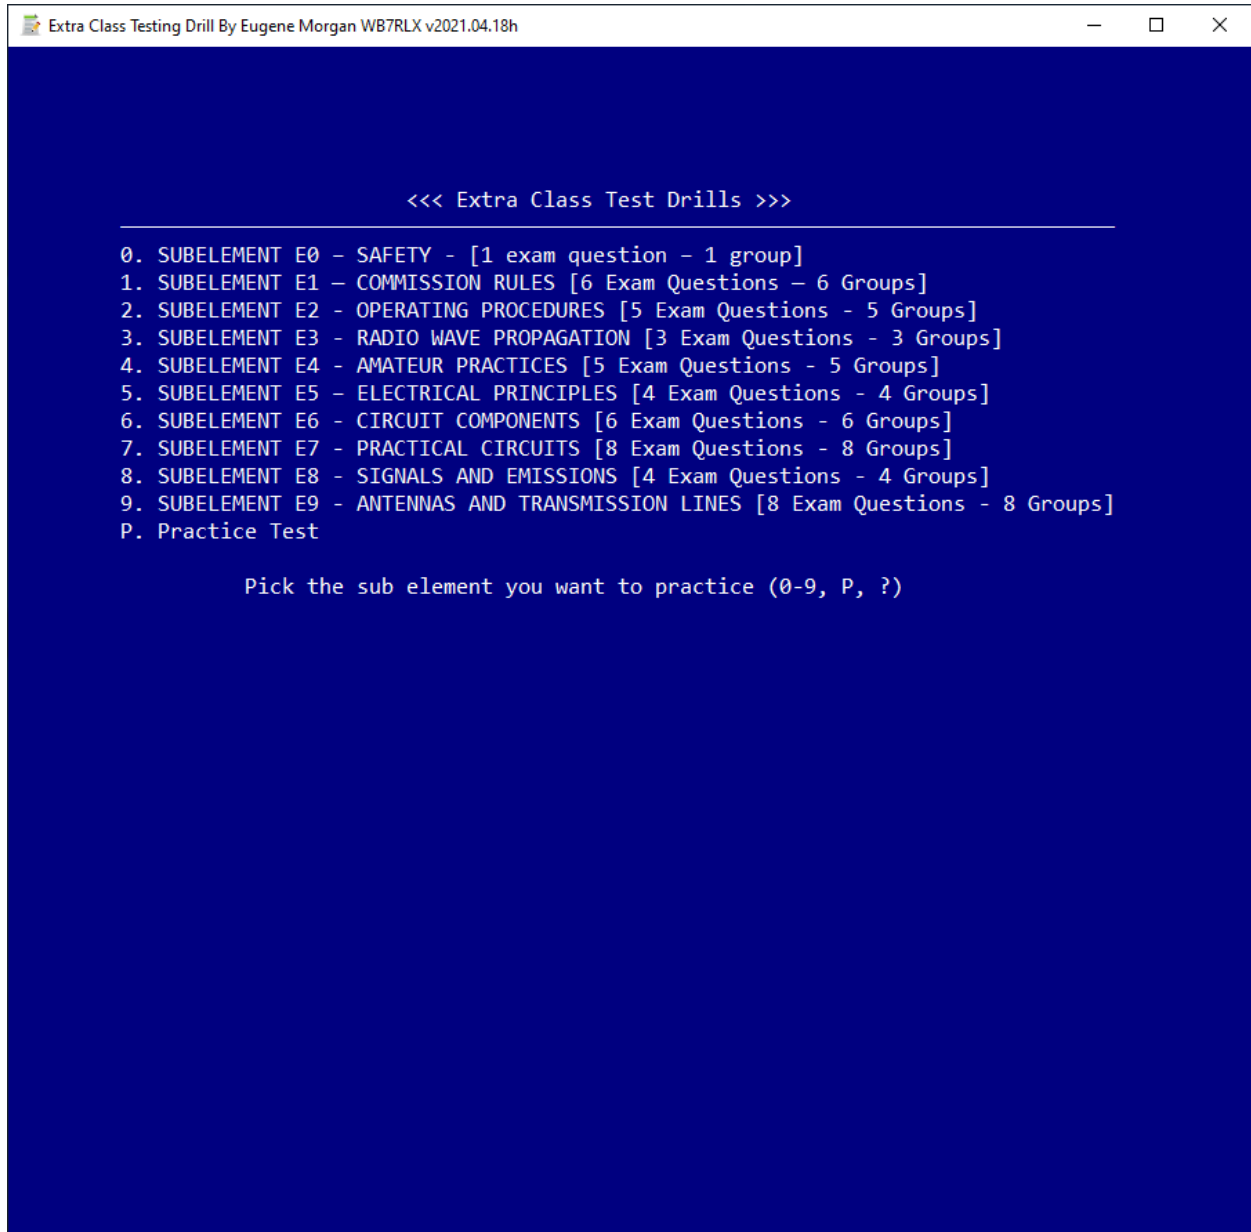 Extra Class Testing Drill By Eugene Morgan WB7RLX v2021.04.18h
<<< Extra Class Test Drills >>>
0. SUBELEMENT E0 – SAFETY - [1 exam question – 1 group]
1. SUBELEMENT E1 — COMMISSION RULES [6 Exam Questions — 6 Groups]
2. SUBELEMENT E2 - OPERATING PROCEDURES [5 Exam Questions - 5 Groups]
3. SUBELEMENT E3 - RADIO WAVE PROPAGATION [3 Exam Questions - 3 Groups]
4. SUBELEMENT E4 - AMATEUR PRACTICES [5 Exam Questions - 5 Groups]
5. SUBELEMENT E5 – ELECTRICAL PRINCIPLES [4 Exam Questions - 4 Groups]
6. SUBELEMENT E6 - CIRCUIT COMPONENTS [6 Exam Questions - 6 Groups]
7. SUBELEMENT E7 - PRACTICAL CIRCUITS [8 Exam Questions - 8 Groups]
8. SUBELEMENT E8 - SIGNALS AND EMISSIONS [4 Exam Questions - 4 Groups]
9. SUBELEMENT E9 - ANTENNAS AND TRANSMISSION LINES [8 Exam Questions - 8 Groups]
P. Practice Test
Pick the sub element you want to practice (0-9, P, ?)